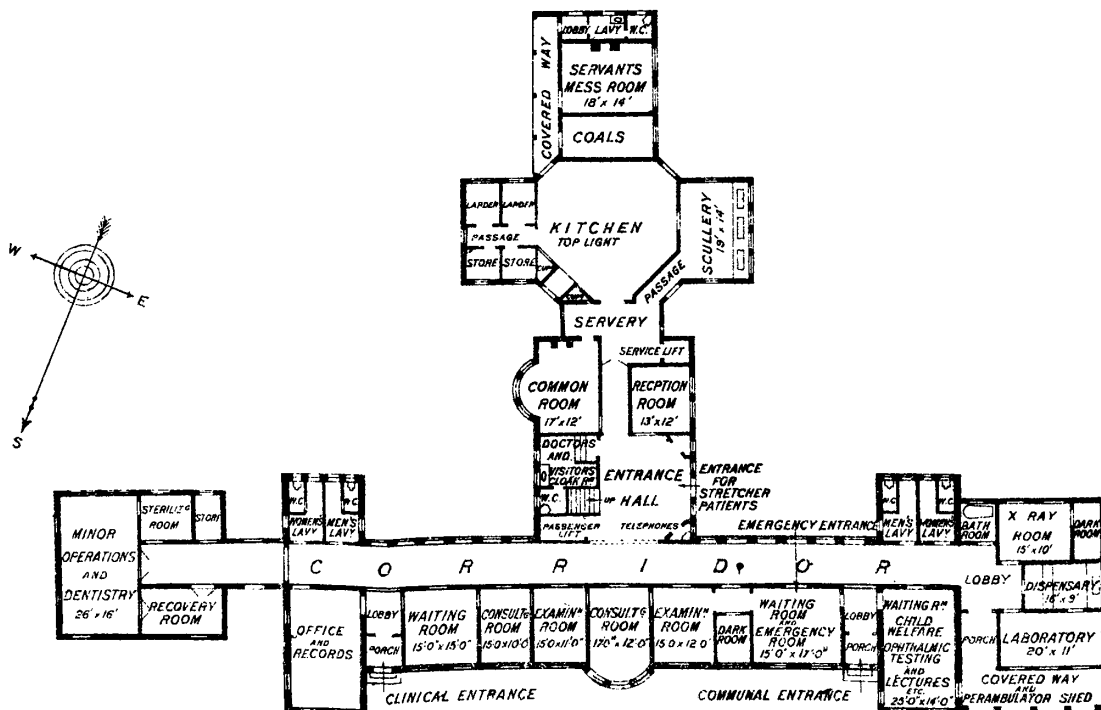 LOBBY
LAVY
W.C.
COVERED WAY
SERVANTS
MESS ROOM
18' x 14'
COALS
LARDER
LARDER
KITCHEN
TOP LIGHT
PASSAGE
STORE
STORE
CUPD
CUPD
SCULLERY
19' x 14'
PASSAGE
W
E
S
SERVERY
SERVICE LIFT
COMMON
ROOM
17' x 12'
RECPTION
ROOM
13' x 12'
DOCTORS
AND
VISITORS
CLOAK RM
W.C.
UP
ENTRANCE
HALL
PASSENGER
LIFT
TELEPHONES
ENTRANCE
FOR
STRETCHER
PATIENTS
EMERGENCY ENTRANCE
MINOR
OPERATIONS
AND
DENTISTRY
26' x 16'
STERILIZG
ROOM
STORE
RECOVERY
ROOM
W.C.
W.C.
WOMEN'S
LAVY
MEN'S
LAVY
W.C.
W.C.
MEN'S
LAVY
WOMEN'S
LAVY
BATH
ROOM
X RAY
ROOM
15' x 10'
DARK
ROOM
CORRIDOR
LOBBY
DISPENSARY
16' x 9'
OFFICE
AND
RECORDS
LOBBY
PORCH
WAITING
ROOM
15'.0" x 15'.0"
CONSULTG
ROOM
15.0 x 10'.0"
EXAMINN
ROOM
15.0 x 11'.0"
CONSULTG
ROOM
17.0" x 12'.0"
EXAMINN
ROOM
15.0 x 12.0
DARK
ROOM
WAITING
ROOM
AND
EMERGENCY
ROOM
15'.0" x 17'.0"
LOBBY
PORCH
WAITING RM
CHILD
WELFARE
OPHTHALMIC
TESTING
AND
LECTURES
ETC.
25'.0" x 14'.0"
PORCH
LABORATORY
20' x 11'
COVERED WAY
AND
PERAMBULATOR SHED
CLINICAL ENTRANCE
COMMUNAL ENTRANCE